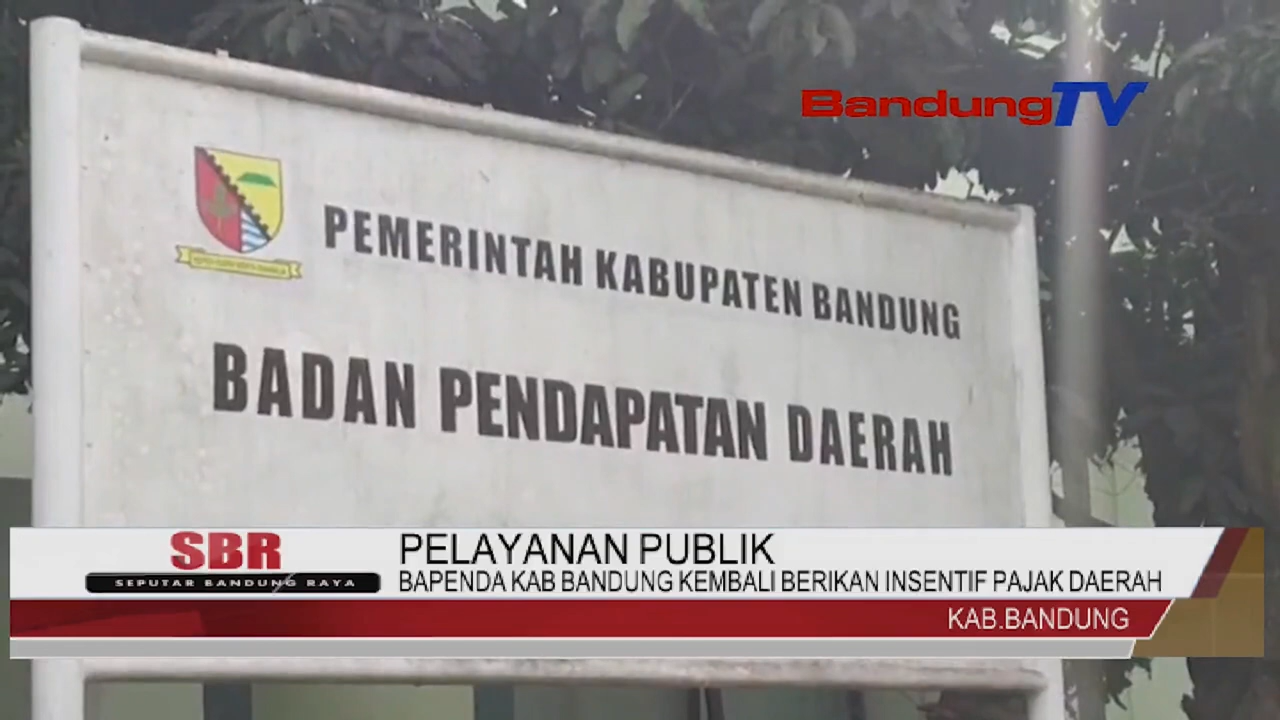 BandungTV
PEMERINTAH KABUPATEN BANDUNG
BADAN PENDAPATAN DAERAH
SBR
SEPUTAR BANDUNG RAYA
PELAYANAN PUBLIK
BAPENDA KAB BANDUNG KEMBALI BERIKAN INSENTIF PAJAK DAERAH
KAB.BANDUNG